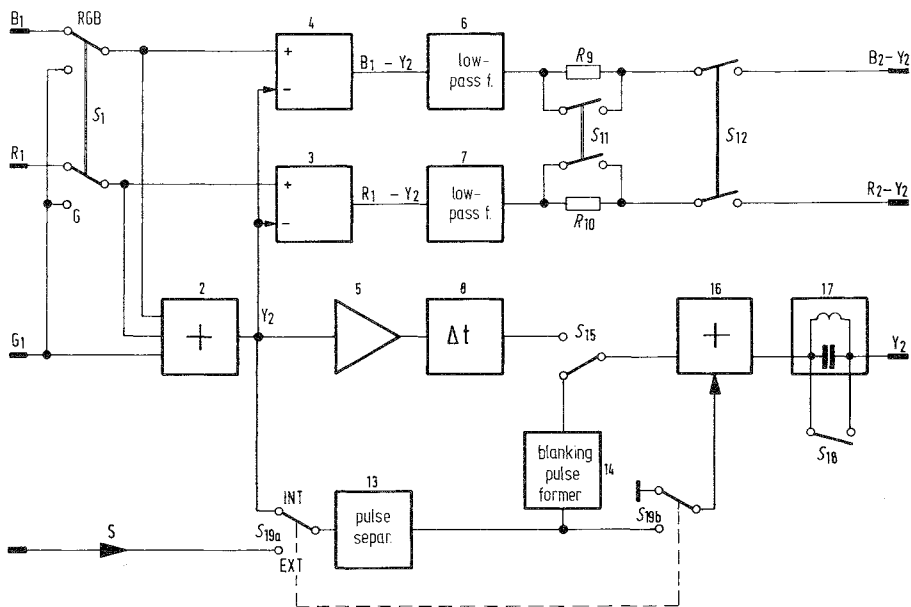 B1
RGB
4
6
+
B1 – Y2
low-
pass f.
R9
B2–Y2
–
S1
S11
S12
R1
3
7
+
R1 – Y2
low-
pass f.
R2–Y2
G
–
R10
2
5
8
16
17
Y2
S15
G1
+
Δt
+
Y2
S18
blanking
pulse
former
14
13
INT
S19a
pulse
separ.
S19b
S
EXT